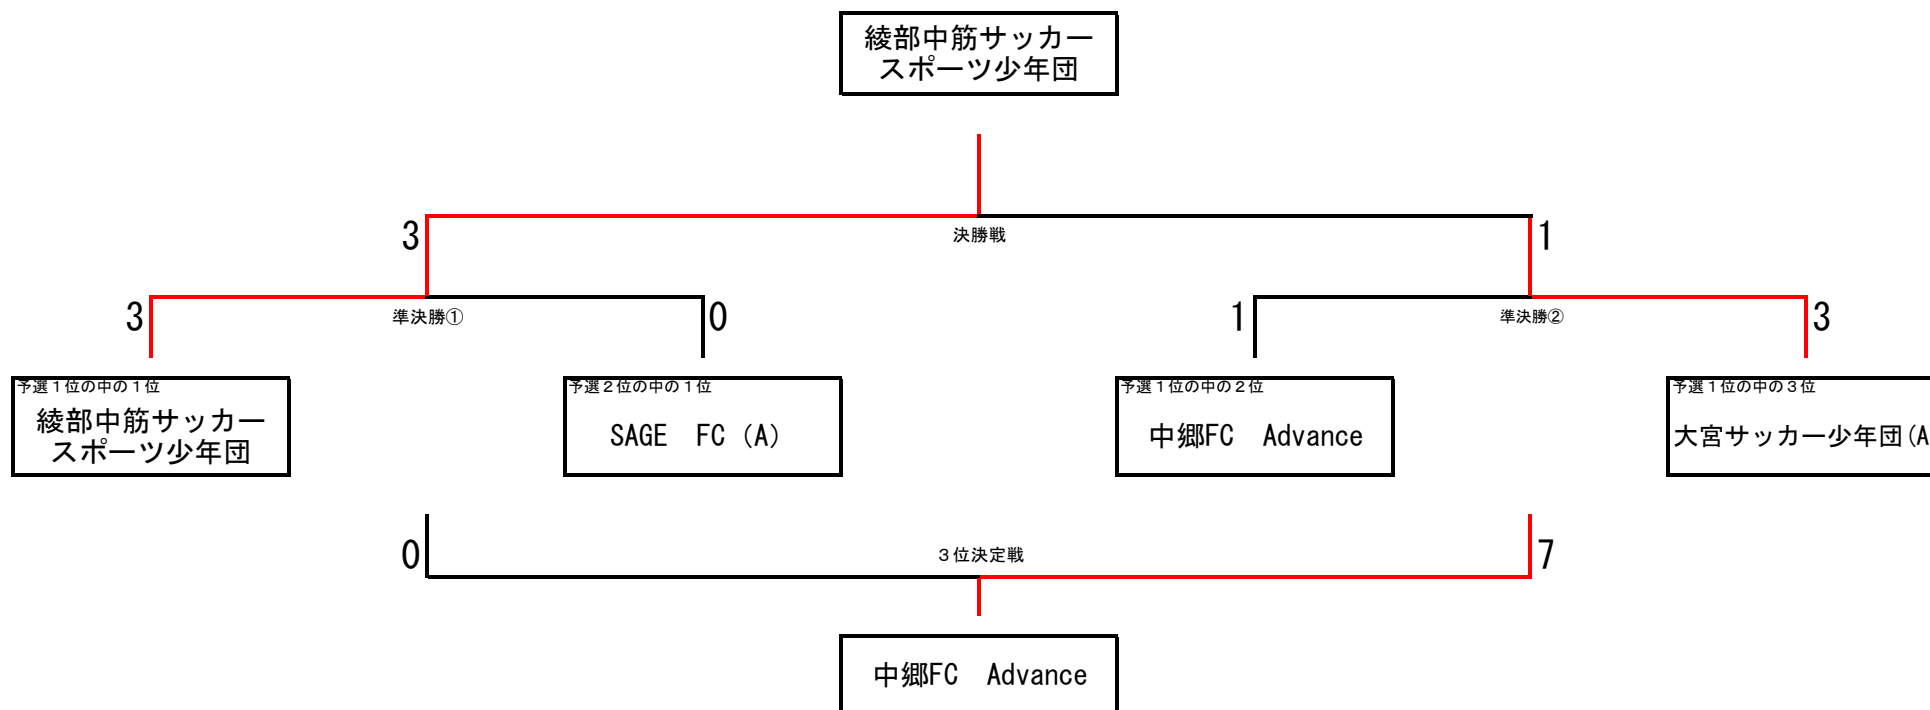 綾部中筋サッカー
スポーツ少年団
3
決勝戦
1
3
準決勝①
0
1
準決勝②
3
予選1位の中の1位
綾部中筋サッカー
スポーツ少年団
予選2位の中の1位
SAGE　FC(A)
予選1位の中の2位
中郷FC　Advance
予選1位の中の3位
大宮サッカー少年団(A
0
3位決定戦
7
中郷FC　Advance